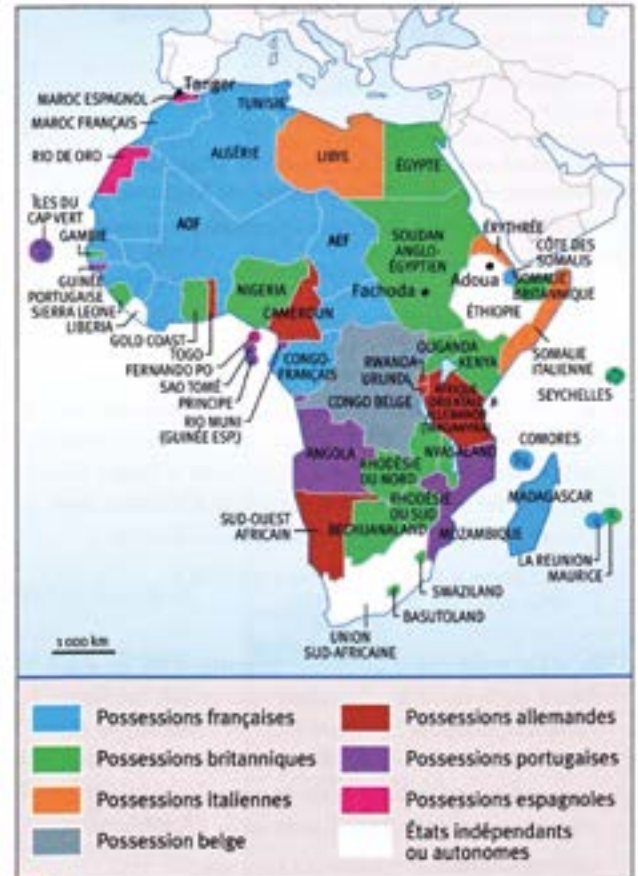 Tanger
MAROC ESPAGNOL
TUNISIE
MAROC FRANÇAIS
RIO DE ORO
ALGÉRIE
LIBYE
ÉGYPTE
ÎLES DU
CAP VERT
AOF
AEF
SOUDAN
ANGLO-
ÉGYPTIEN
ÉRYTHRÉE
CÔTE DES
SOMALIS
GAMBIE
Adoua
SOMALIE
BRITANNIQUE
GUINÉE
PORTUGAISE
NIGERIA
Fachoda
ÉTHIOPIE
SIERRA LEONE
LIBERIA
CAMEROUN
GOLD COAST
TOGO
OUGANDA
KENYA
SOMALIE
ITALIENNE
FERNANDO PO
SAO TOMÉ
PRINCIPE
CONGO-
FRANÇAIS
RWANDA
URUNDI
CONGO BELGE
AFRIQUE
ORIENTALE
ALLEMANDE
SEYCHELLES
RIO MUNI
(GUINÉE ESP.)
COMORES
ANGOLA
NYASALAND
RHODÉSIE
DU NORD
MADAGASCAR
RHODÉSIE
DU SUD
SUD-OUEST
AFRICAIN
BECHUANALAND
MOZAMBIQUE
LA REUNION
MAURICE
SWAZILAND
BASUTOLAND
UNION
SUD-AFRICAINE
1 000 km
Possessions françaises
Possessions allemandes
Possessions britanniques
Possessions portugaises
Possessions italiennes
Possessions espagnoles
Possession belge
États indépendants
ou autonomes